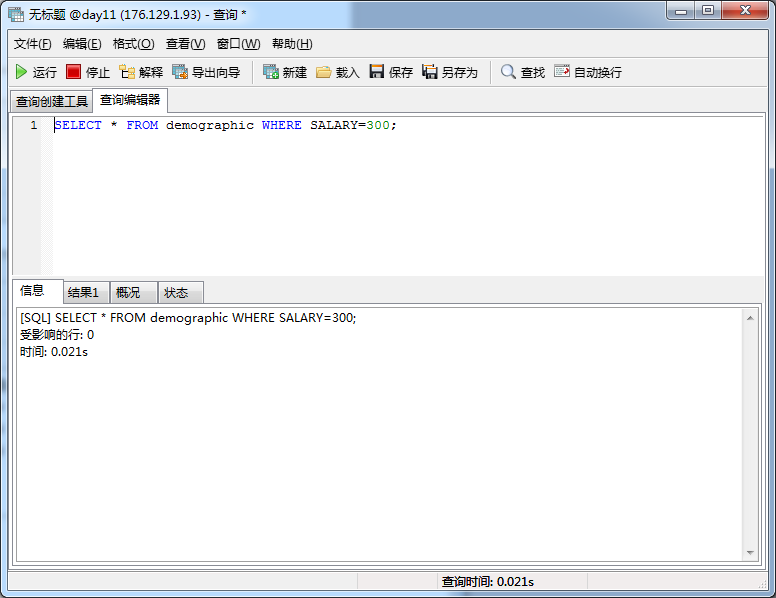 无标题 @day11 (176.129.1.93) - 查询 *
文件(F) 编辑(E) 格式(O) 查看(V) 窗口(W) 帮助(H)
运行 停止 解释 导出向导 新建 载入 保存 另存为 查找 自动换行
查询创建工具 查询编辑器
1 SELECT * FROM demographic WHERE SALARY=300;
信息 结果1 概况 状态
[SQL] SELECT * FROM demographic WHERE SALARY=300;
受影响的行: 0
时间: 0.021s
查询时间: 0.021s